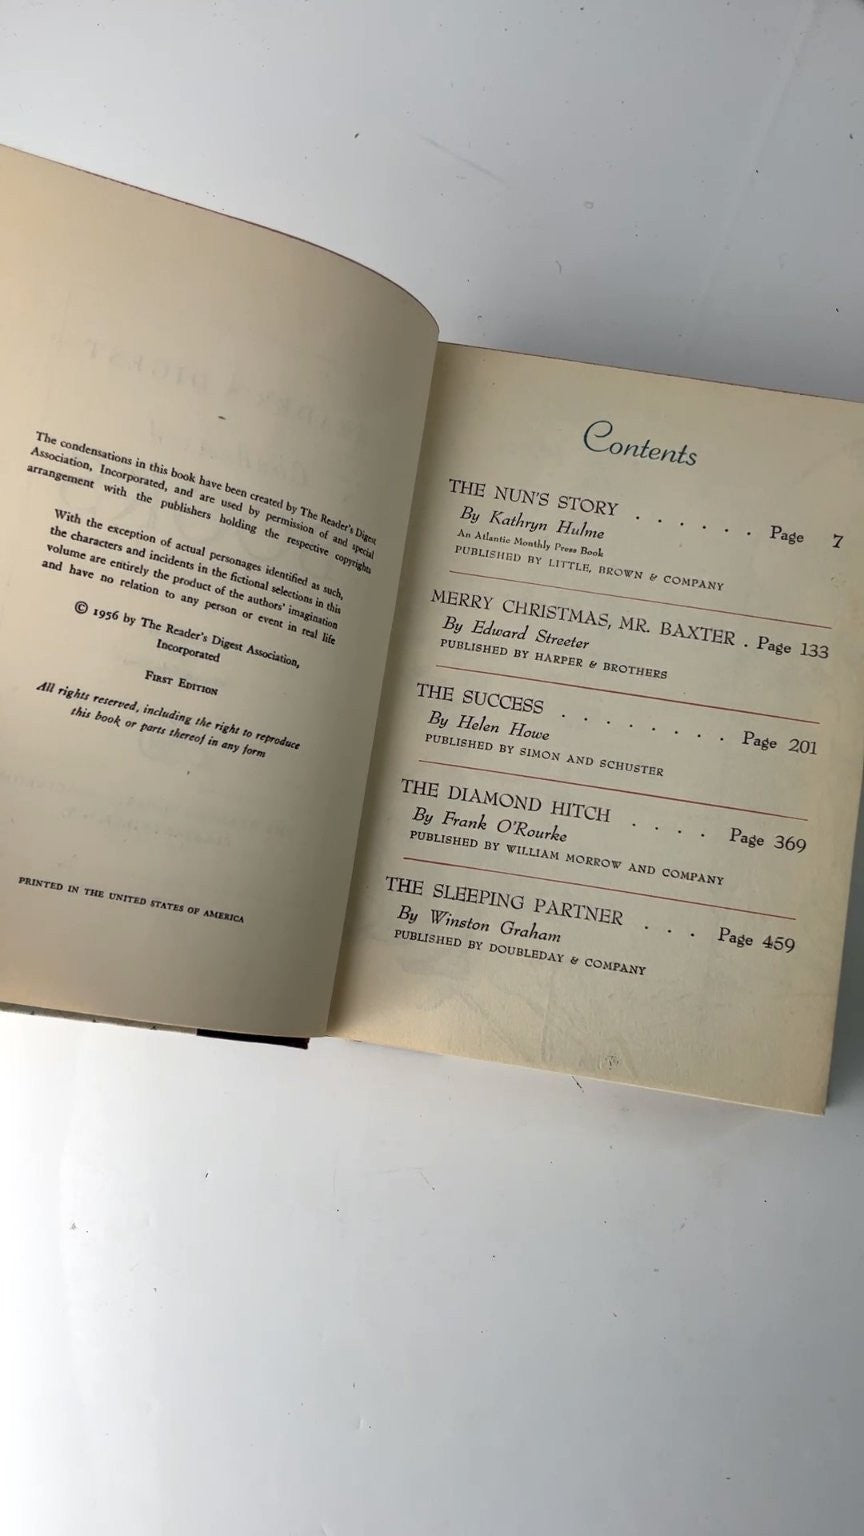 The condensations in this book have been created by The Reader's Digest
Association, Incorporated, and are used by permission of and special
arrangement with the publishers holding the respective copyrights
With the exception of actual personages identified as such,
the characters and incidents in the fictional selections in this
volume are entirely the product of the authors' imagination
and have no relation to any person or event in real life
© 1956 by The Reader's Digest Association,
Incorporated
FIRST EDITION
All rights reserved, including the right to reproduce
this book or parts thereof in any form
PRINTED IN THE UNITED STATES OF AMERICA
Contents
THE NUN'S STORY . . . . . . Page 7
By Kathryn Hulme
An Atlantic Monthly Press Book
PUBLISHED BY LITTLE, BROWN & COMPANY
MERRY CHRISTMAS, MR. BAXTER . Page 133
By Edward Streeter
PUBLISHED BY HARPER & BROTHERS
THE SUCCESS . . . . . . . . Page 201
By Helen Howe
PUBLISHED BY SIMON AND SCHUSTER
THE DIAMOND HITCH . . . . Page 369
By Frank O'Rourke
PUBLISHED BY WILLIAM MORROW AND COMPANY
THE SLEEPING PARTNER . . . Page 459
By Winston Graham
PUBLISHED BY DOUBLEDAY & COMPANY